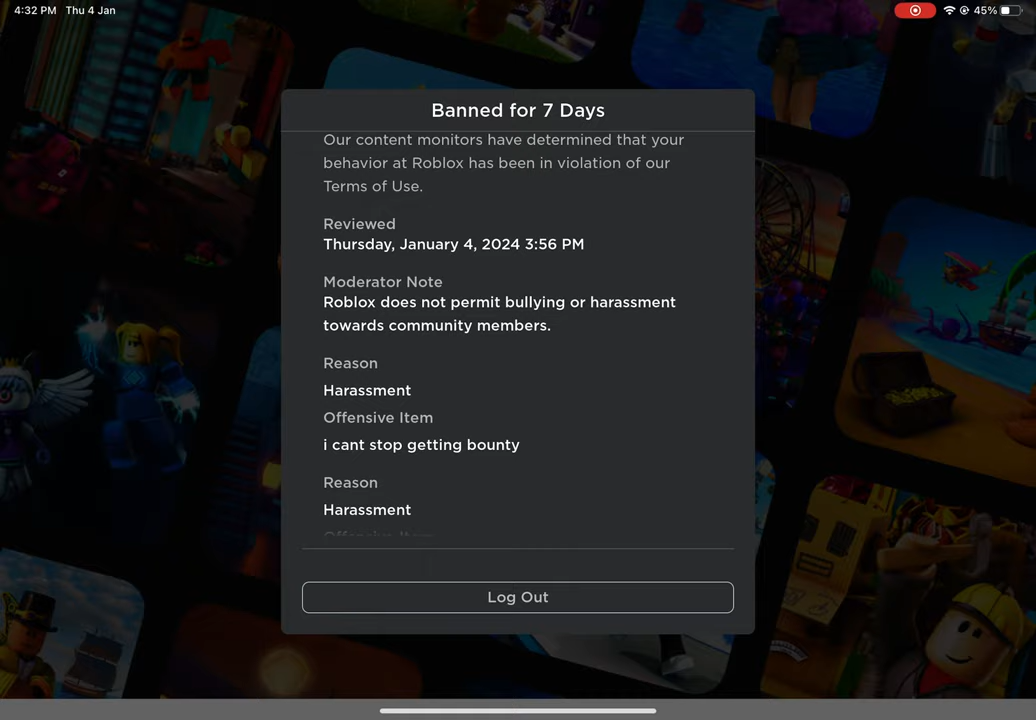 4:32 PM Thu 4 Jan
45%
Banned for 7 Days
Our content monitors have determined that your
behavior at Roblox has been in violation of our
Terms of Use.
Reviewed
Thursday, January 4, 2024 3:56 PM
Moderator Note
Roblox does not permit bullying or harassment
towards community members.
Reason
Harassment
Offensive Item
i cant stop getting bounty
Reason
Harassment
Offensive Item
Log Out